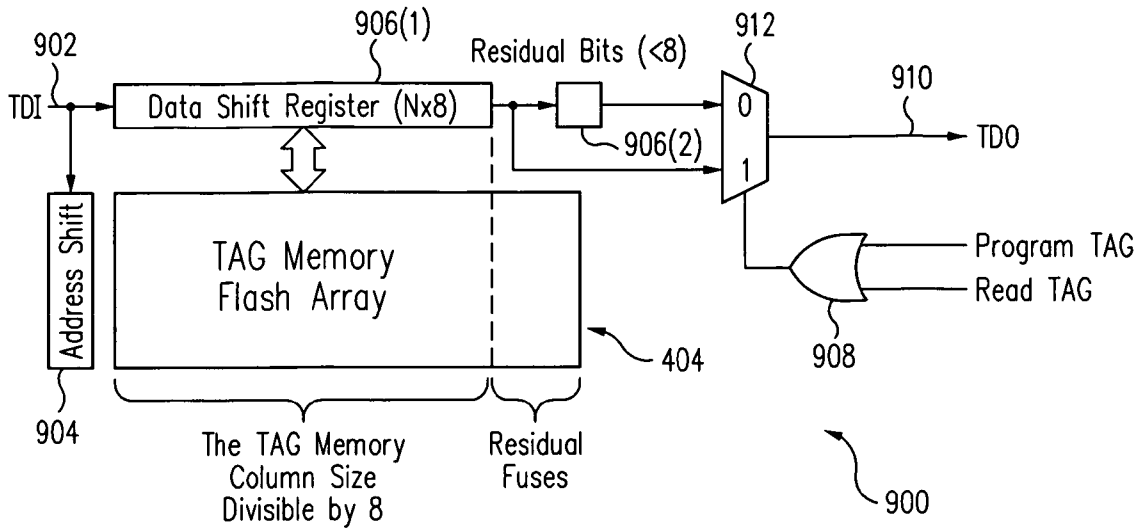 902
906(1)
Residual Bits (<8)
912
TDI
Data Shift Register (Nx8)
0
906(2)
910
TDO
1
Address Shift
TAG Memory
Flash Array
Program TAG
Read TAG
908
404
904
The TAG Memory
Column Size
Divisible by 8
Residual
Fuses
900